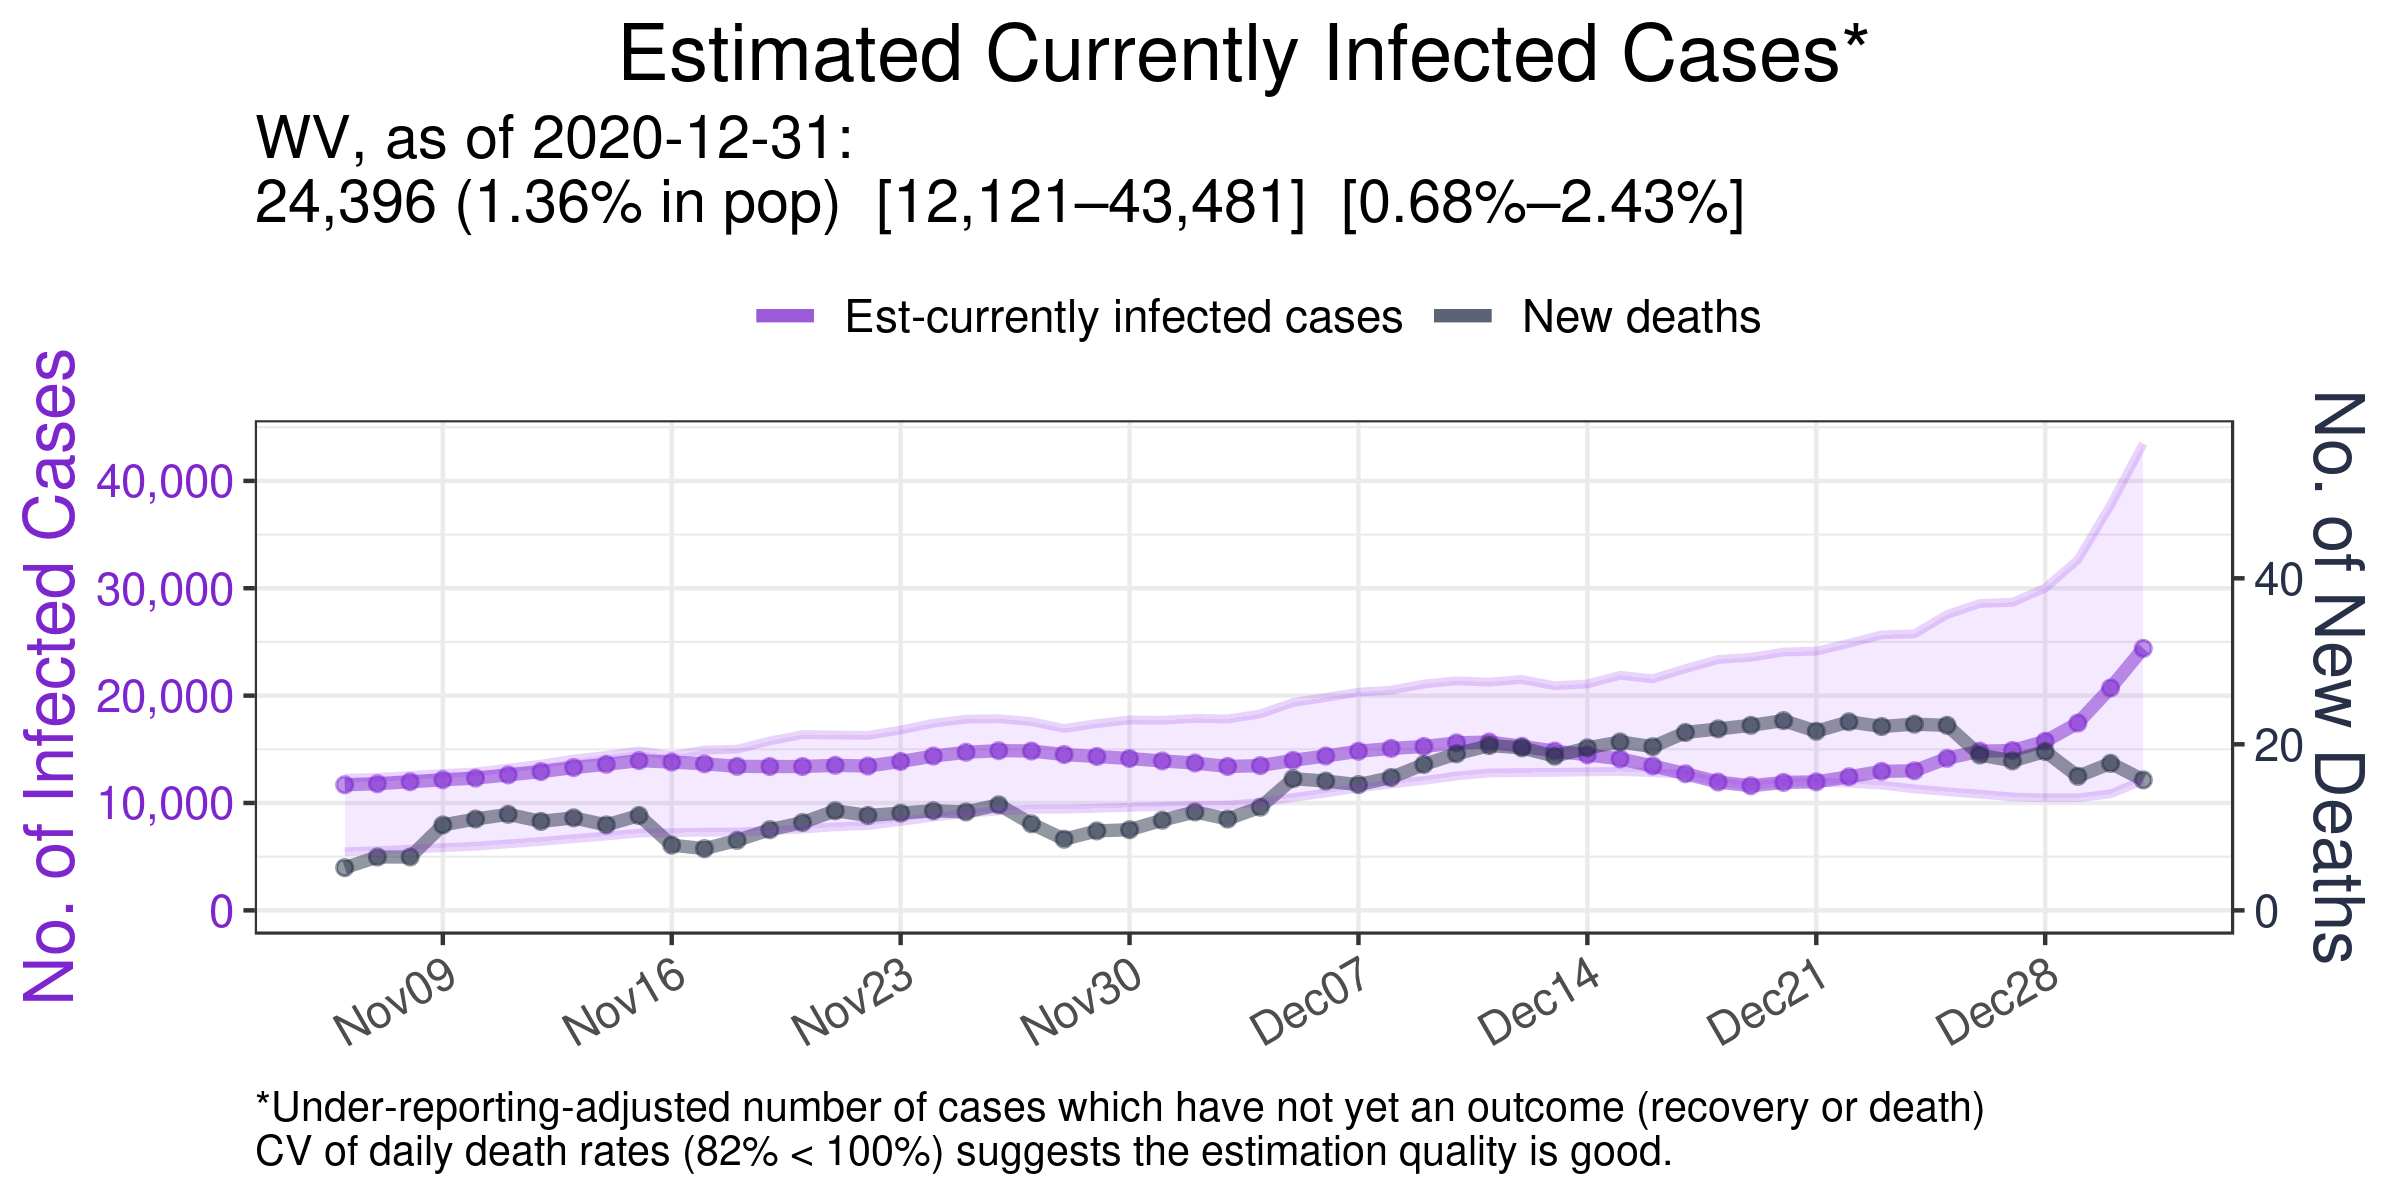 Estimated Currently Infected Cases*
WV, as of 2020-12-31:
24,396 (1.36% in pop)  [12,121–43,481]  [0.68%–2.43%]
Est-currently infected cases
New deaths
No. of Infected Cases
40,000
30,000
20,000
10,000
0
No. of New Deaths
40
20
0
Nov09
Nov16
Nov23
Nov30
Dec07
Dec14
Dec21
Dec28
*Under-reporting-adjusted number of cases which have not yet an outcome (recovery or death)
CV of daily death rates (82% < 100%) suggests the estimation quality is good.